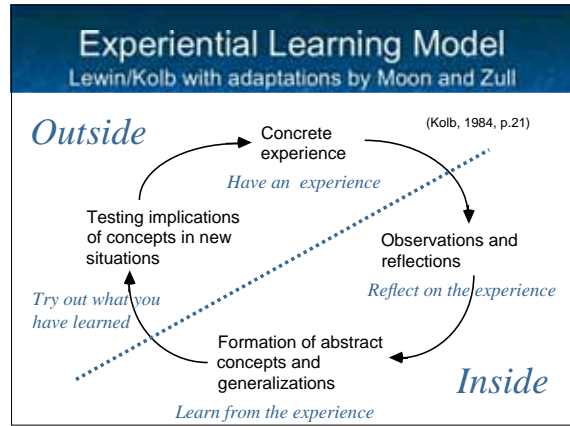 Experiential Learning Model
Lewin/Kolb with adaptations by Moon and Zull
Outside
(Kolb, 1984, p.21)
Concrete
experience
Have an experience
Testing implications
of concepts in new
situations
Observations and
reflections
Try out what you
have learned
Reflect on the experience
Formation of abstract
concepts and
generalizations
Inside
Learn from the experience